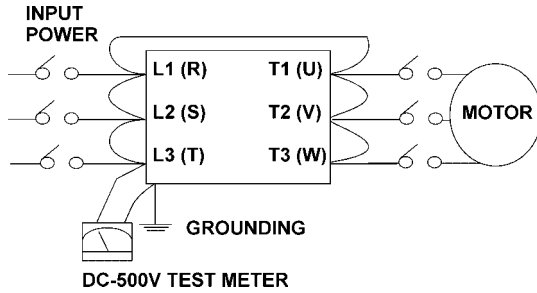 INPUT
POWER
L1 (R) T1 (U)
L2 (S) T2 (V)
MOTOR
L3 (T) T3 (W)
GROUNDING
DC-500V TEST METER